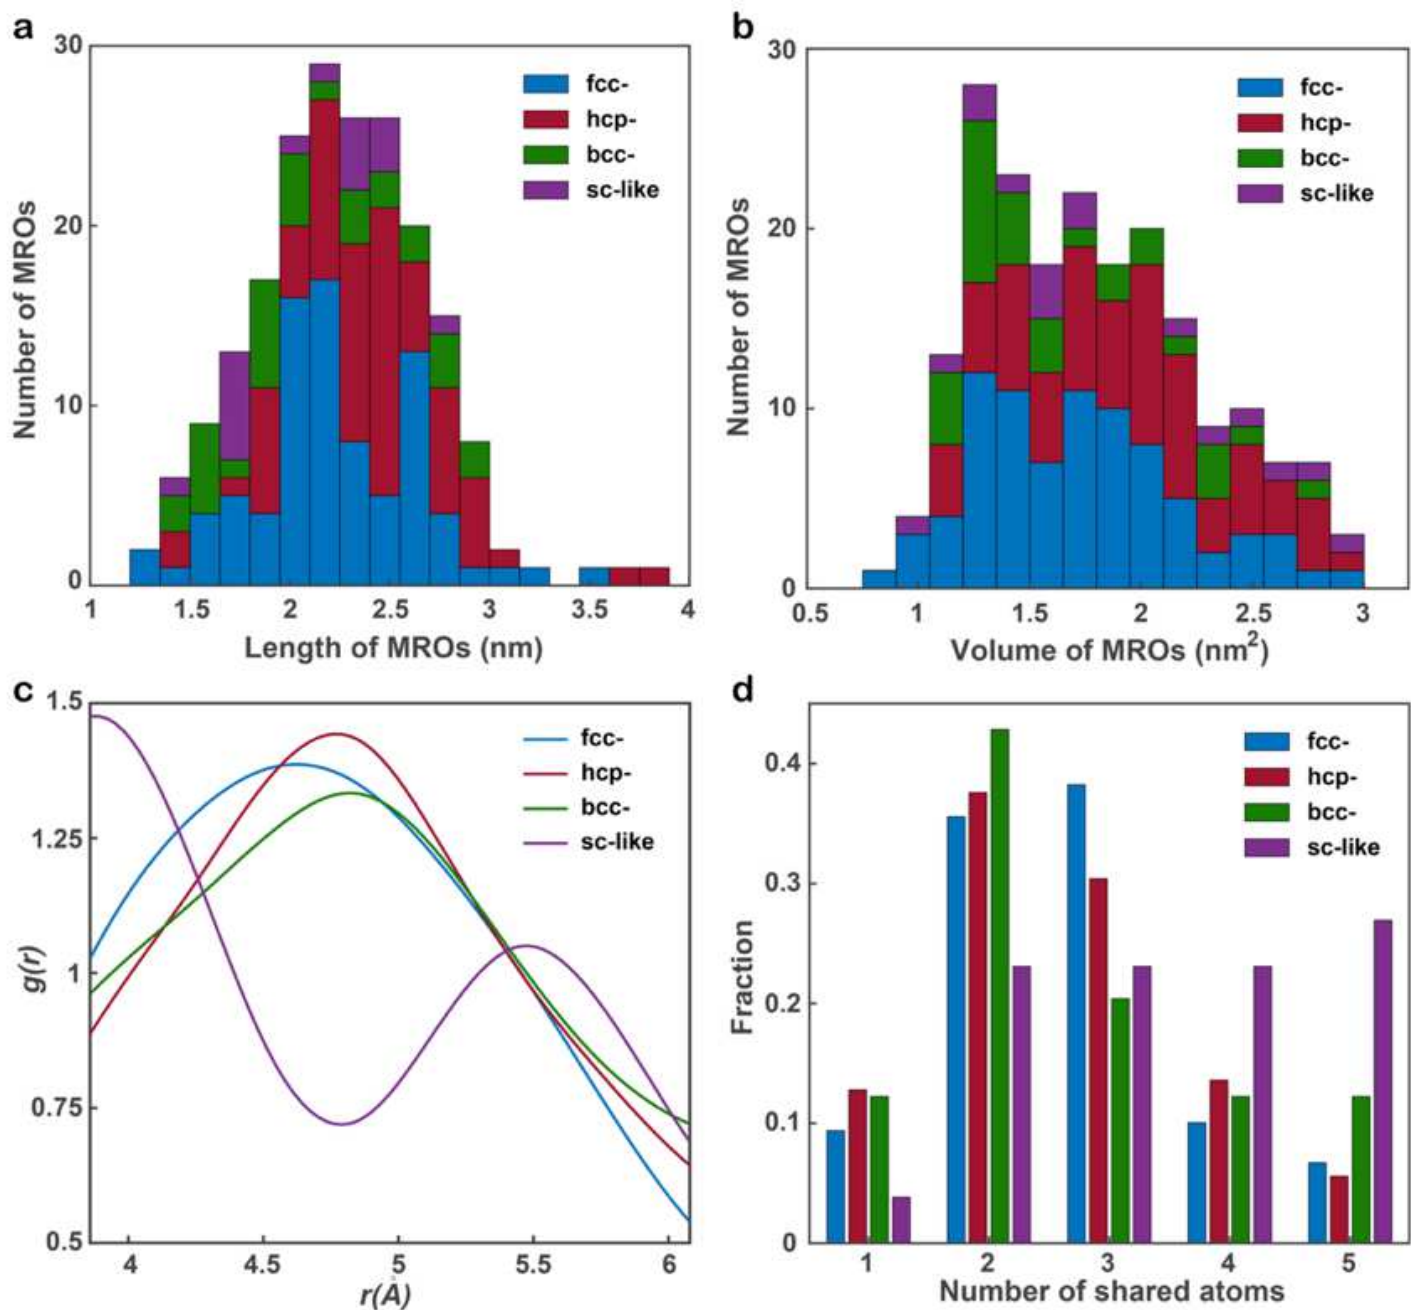 a
30
20
10
0
Number of MROs
fcc-
hcp-
bcc-
sc-like
1 1.5 2 2.5 3 3.5 4
Length of MROs (nm)
b
30
20
10
0
Number of MROs
fcc-
hcp-
bcc-
sc-like
0.5 1 1.5 2 2.5 3
Volume of MROs (nm²)
c
1.5
1.25
1
0.75
0.5
g(r)
fcc-
hcp-
bcc-
sc-like
4 4.5 5 5.5 6
r(Å)
d
0.4
0.3
0.2
0.1
0
Fraction
fcc-
hcp-
bcc-
sc-like
1 2 3 4 5
Number of shared atoms